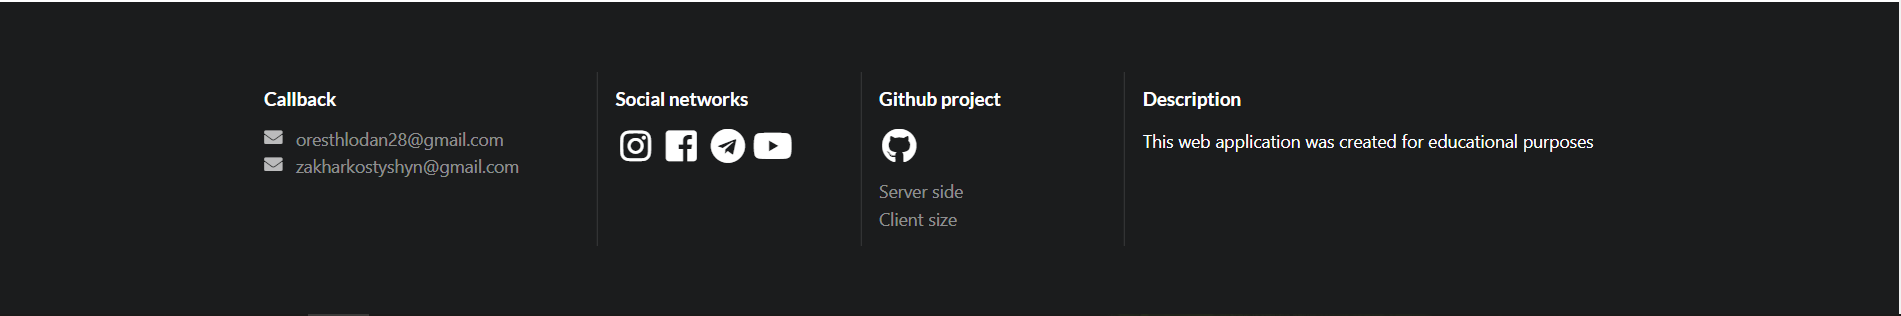 Callback
oresthlodan28@gmail.com
zakharkostyshyn@gmail.com
Social networks
Github project
Server side
Client size
Description
This web application was created for educational purposes